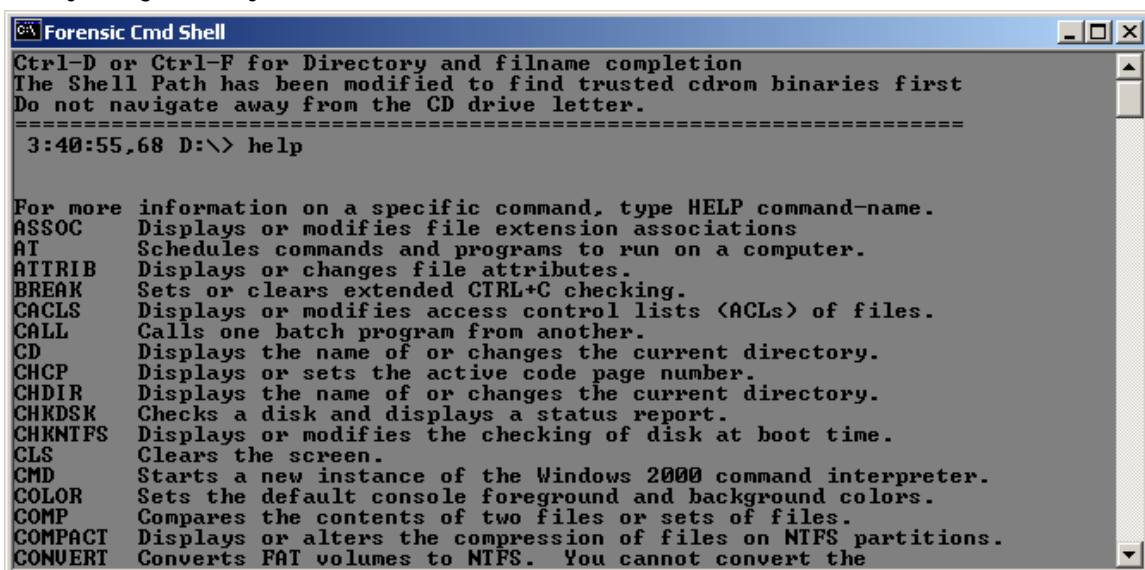 Forensic Cmd Shell
Ctrl-D or Ctrl-F for Directory and filname completion
The Shell Path has been modified to find trusted cdrom binaries first
Do not navigate away from the CD drive letter.
=====================================================================
3:40:55,68 D:\> help
For more information on a specific command, type HELP command-name.
ASSOC    Displays or modifies file extension associations
AT       Schedules commands and programs to run on a computer.
ATTRIB   Displays or changes file attributes.
BREAK    Sets or clears extended CTRL+C checking.
CACLS    Displays or modifies access control lists (ACLs) of files.
CALL     Calls one batch program from another.
CD       Displays the name of or changes the current directory.
CHCP     Displays or sets the active code page number.
CHDIR    Displays the name of or changes the current directory.
CHKDSK   Checks a disk and displays a status report.
CHKNTFS  Displays or modifies the checking of disk at boot time.
CLS      Clears the screen.
CMD      Starts a new instance of the Windows 2000 command interpreter.
COLOR    Sets the default console foreground and background colors.
COMP     Compares the contents of two files or sets of files.
COMPACT  Displays or alters the compression of files on NTFS partitions.
CONVERT  Converts FAT volumes to NTFS.  You cannot convert the